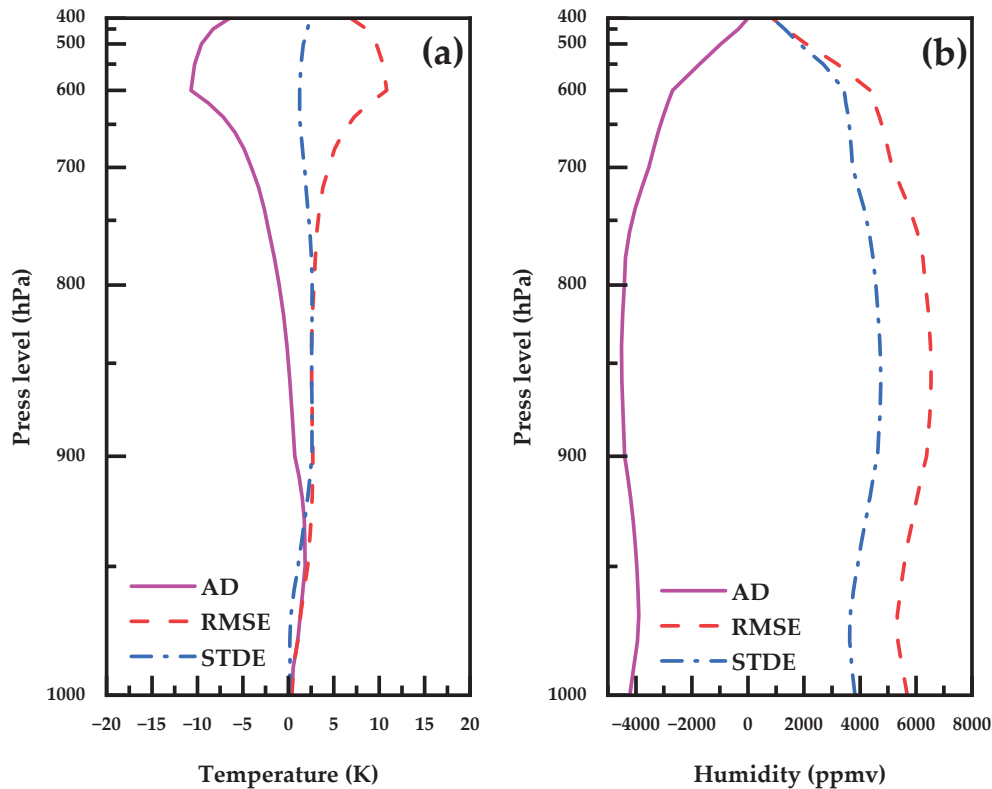 (a)
400
500
600
700
800
900
1000
Press level (hPa)
AD
RMSE
STDE
−20 −15 −10 −5 0 5 10 15 20
Temperature (K)
(b)
400
500
600
700
800
900
1000
Press level (hPa)
AD
RMSE
STDE
−4000 −2000 0 2000 4000 6000 8000
Humidity (ppmv)